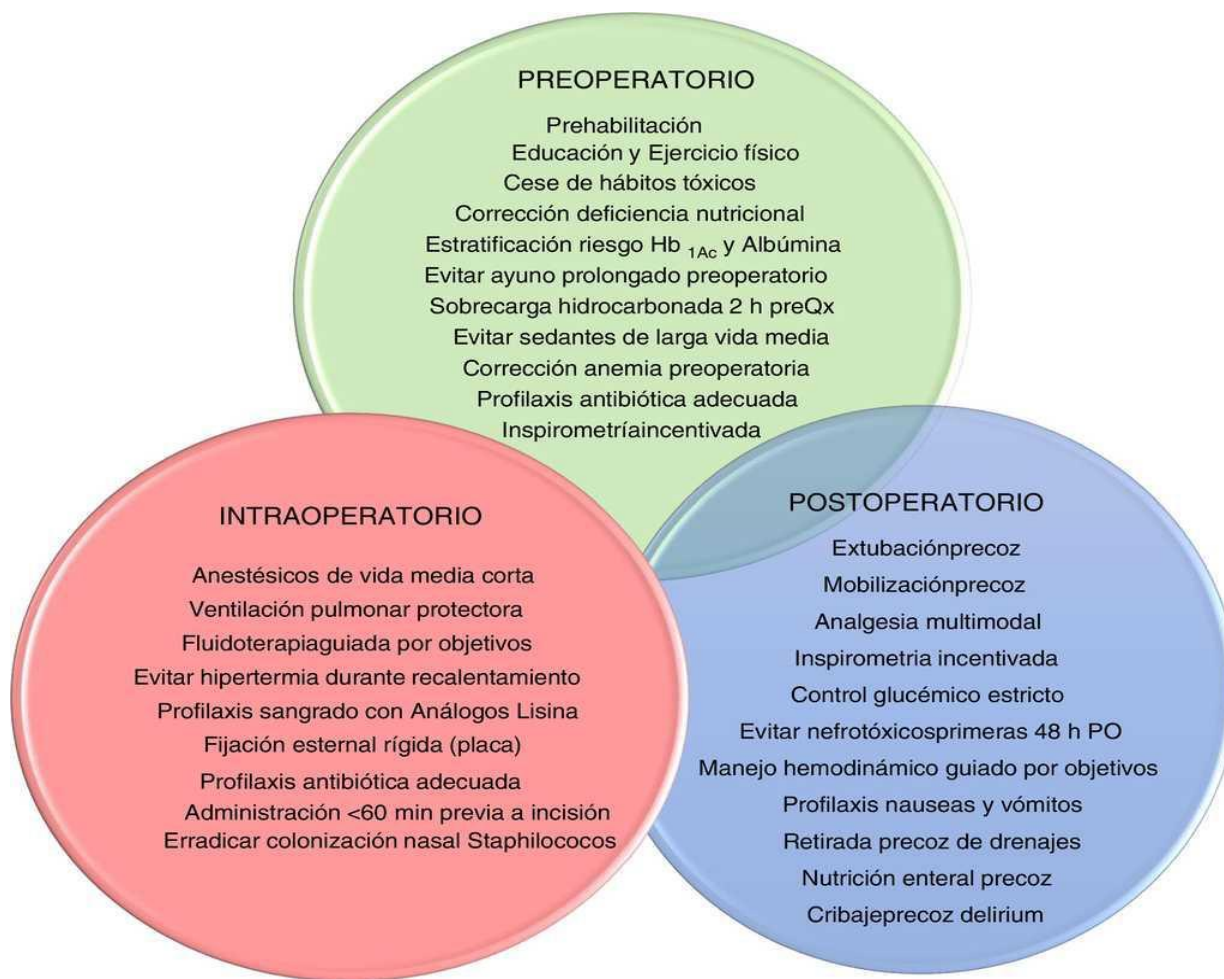 PREOPERATORIO
Prehabilitación
Educación y Ejercicio físico
Cese de hábitos tóxicos
Corrección deficiencia nutricional
Estratificación riesgo Hb 1Ac y Albúmina
Evitar ayuno prolongado preoperatorio
Sobrecarga hidrocarbonada 2 h preQx
Evitar sedantes de larga vida media
Corrección anemia preoperatoria
Profilaxis antibiótica adecuada
Inspirometríaincentivada
INTRAOPERATORIO
Anestésicos de vida media corta
Ventilación pulmonar protectora
Fluidoterapiaguiada por objetivos
Evitar hipertermia durante recalentamiento
Profilaxis sangrado con Análogos Lisina
Fijación esternal rígida (placa)
Profilaxis antibiótica adecuada
Administración <60 min previa a incisión
Erradicar colonización nasal Staphilococos
POSTOPERATORIO
Extubaciónprecoz
Mobilizaciónprecoz
Analgesia multimodal
Inspirometria incentivada
Control glucémico estricto
Evitar nefrotóxicosprimeras 48 h PO
Manejo hemodinámico guiado por objetivos
Profilaxis nauseas y vómitos
Retirada precoz de drenajes
Nutrición enteral precoz
Cribajeprecoz delirium